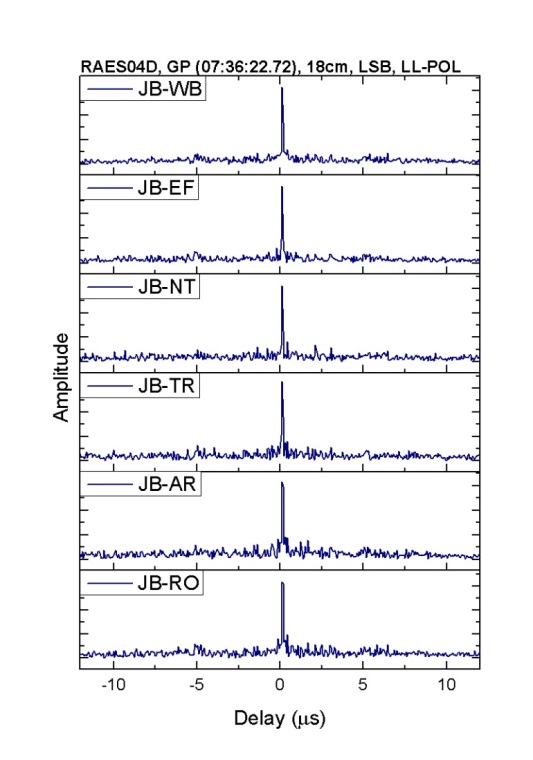 RAES04D, GP (07:36:22.72), 18cm, LSB, LL-POL
JB-WB
JB-EF
JB-NT
JB-TR
JB-AR
JB-RO
Amplitude
-10 -5 0 5 10
Delay (μs)